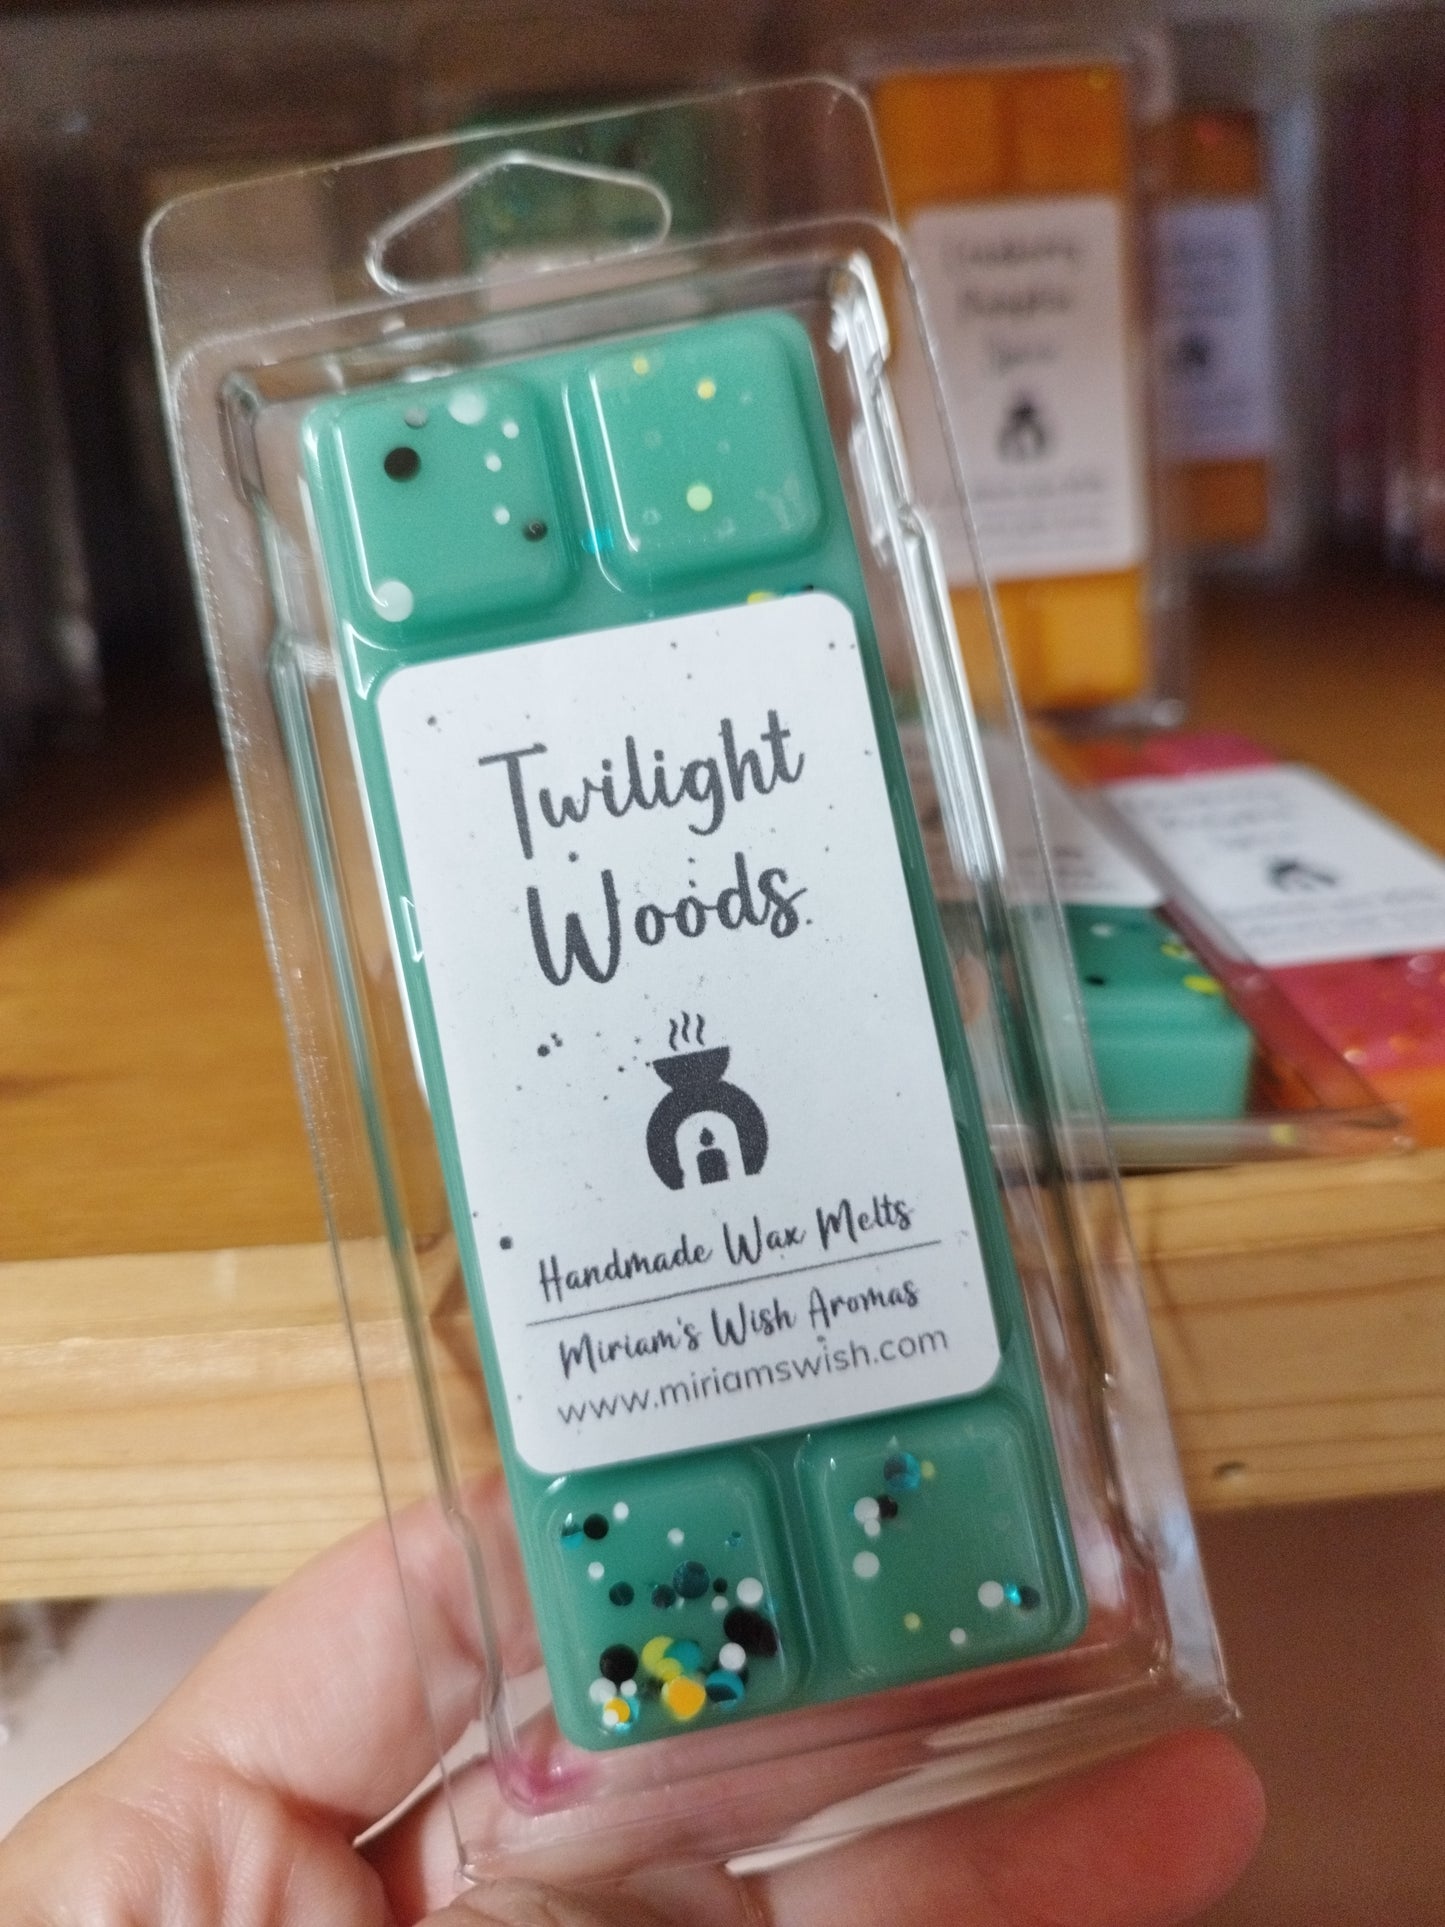 Twilight
Woods
Handmade Wax Melts
Miriam's Wish Aromas
www.miriamswish.com